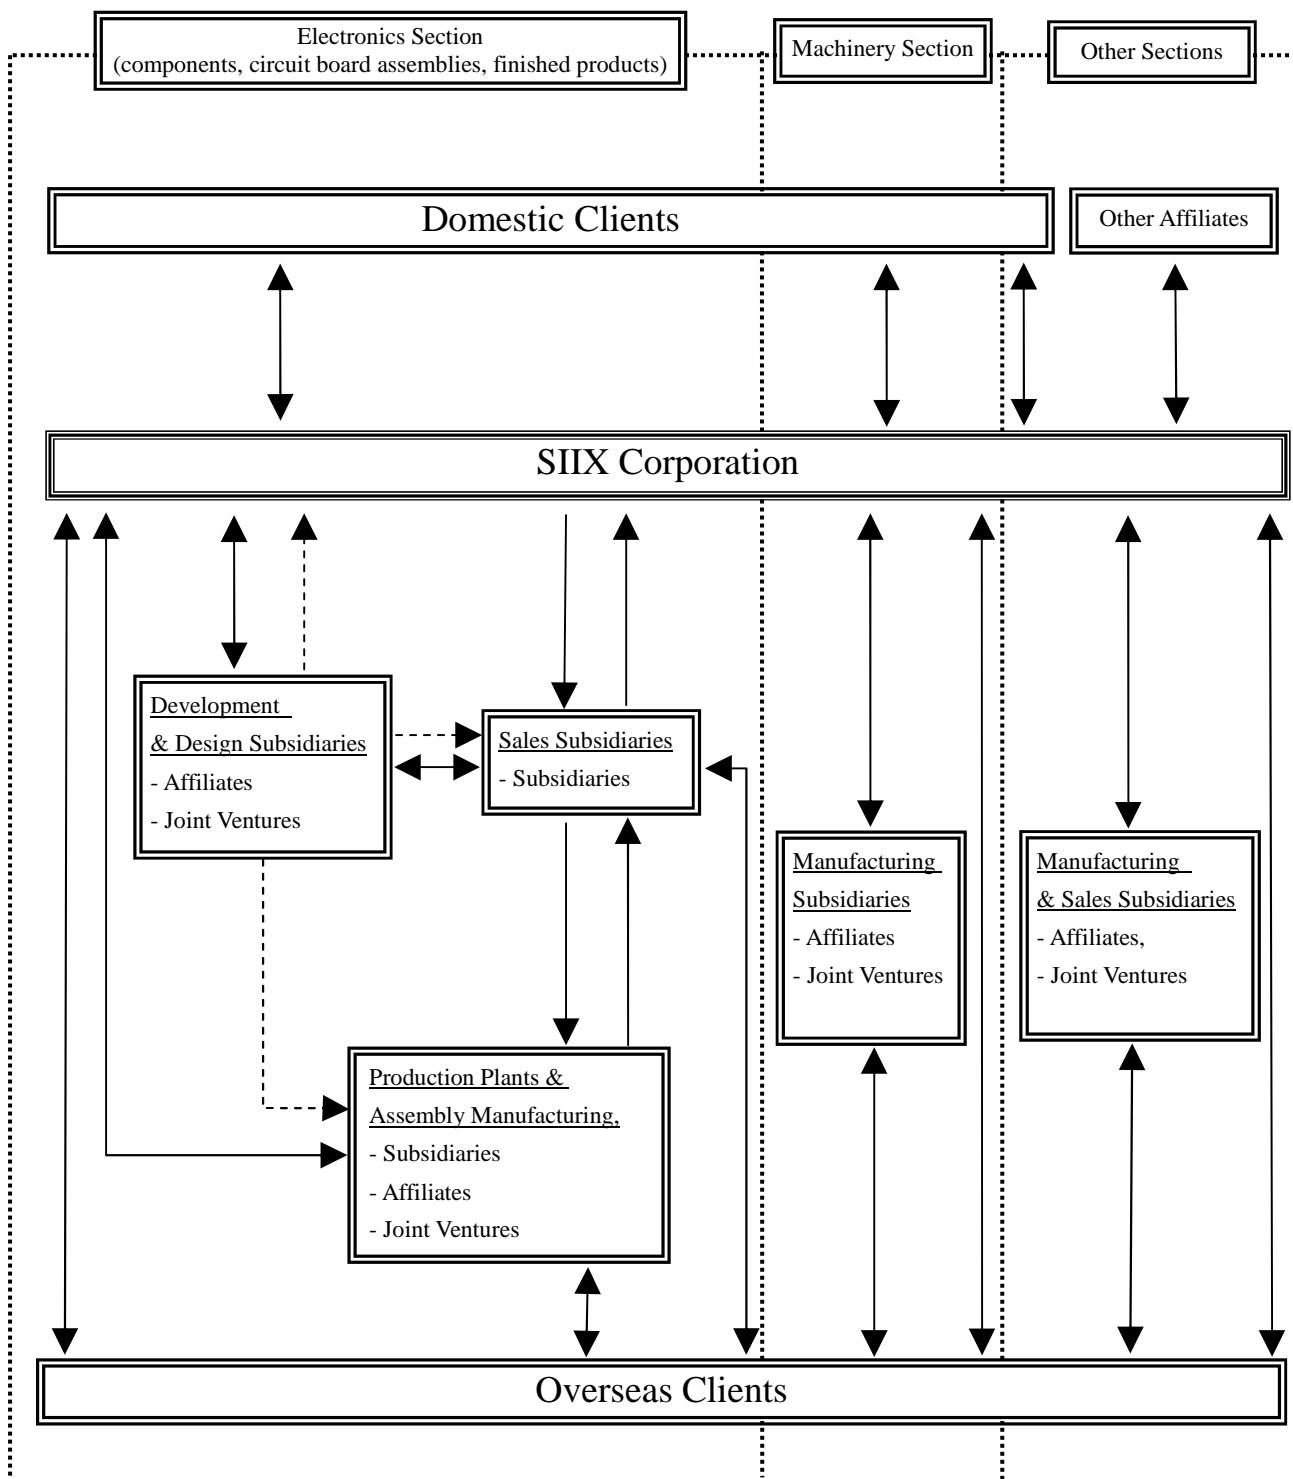 Electronics Section
(components, circuit board assemblies, finished products)
Machinery Section
Other Sections
Domestic Clients
Other Affiliates
SIIX Corporation
Development
& Design Subsidiaries
- Affiliates
- Joint Ventures
Sales Subsidiaries
- Subsidiaries
Manufacturing
Subsidiaries
- Affiliates
- Joint Ventures
Manufacturing
& Sales Subsidiaries
- Affiliates,
- Joint Ventures
Production Plants &
Assembly Manufacturing,
- Subsidiaries
- Affiliates
- Joint Ventures
Overseas Clients